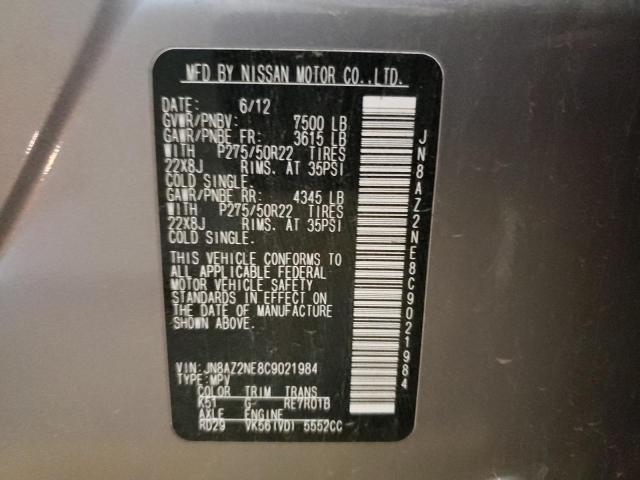 MFD BY NISSAN MOTOR CO.,LTD.
DATE: 6/12
GVWR/PNBV: 7500 LB
GAWR/PNBE FR: 3615 LB
WITH P275/50R22 TIRES
22X8J RIMS. AT 35PSI
COLD SINGLE.
GAWR/PNBE RR: 4345 LB
WITH P275/50R22 TIRES
22X8J RIMS. AT 35PSI
COLD SINGLE.
THIS VEHICLE CONFORMS TO
ALL APPLICABLE FEDERAL
MOTOR VEHICLE SAFETY
STANDARDS IN EFFECT ON
THE DATE OF MANUFACTURE
SHOWN ABOVE.
VIN: JN8AZ2NE8C9021984
TYPE: MPV
COLOR TRIM TRANS
K51 G- RE7R01B
AXLE ENGINE
RD29 VK56(VD) 5552CC
JN8AZ2NE8C9021984